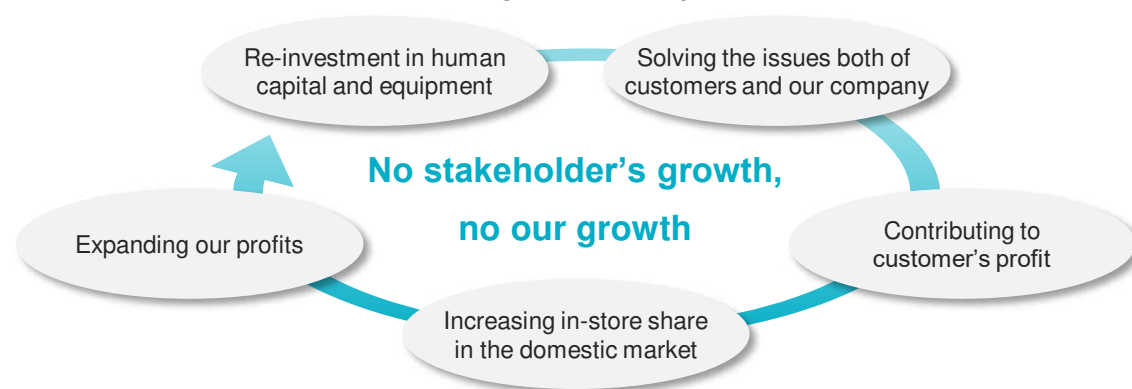 Re-investment in human
capital and equipment
Solving the issues both of
customers and our company
No stakeholder’s growth,
no our growth
Expanding our profits
Contributing to
customer’s profit
Increasing in-store share
in the domestic market